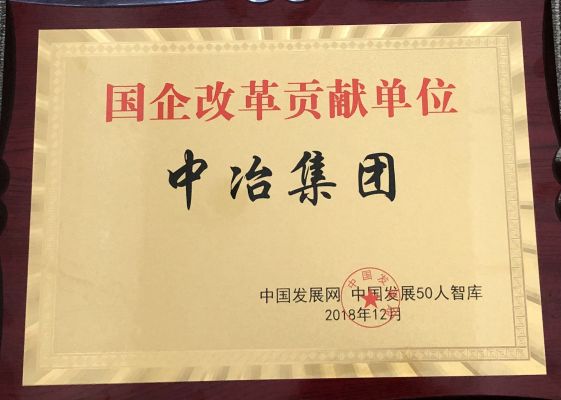 国企改革贡献单位
中冶集团
中国发展网 中国发展50人智库
2018年12月